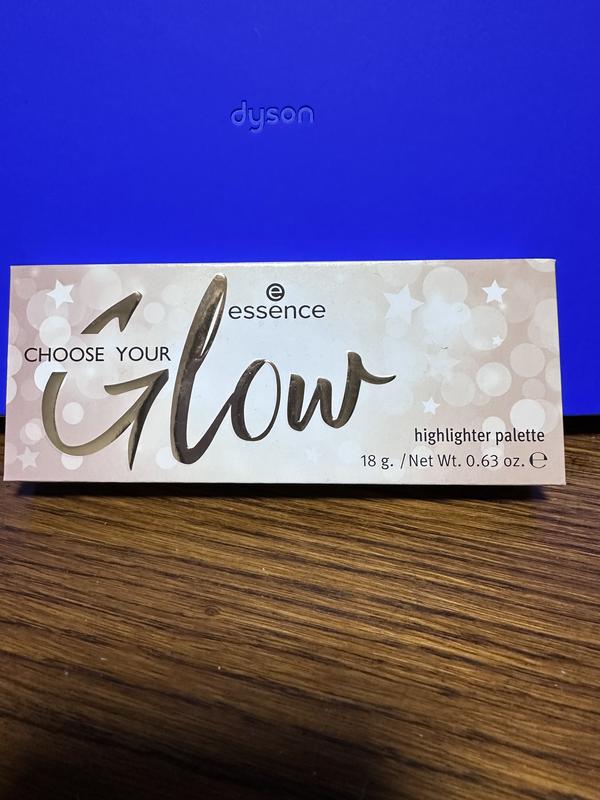 dyson
e
essence
CHOOSE YOUR
Glow
highlighter palette
18 g. /Net Wt. 0.63 oz. ℮